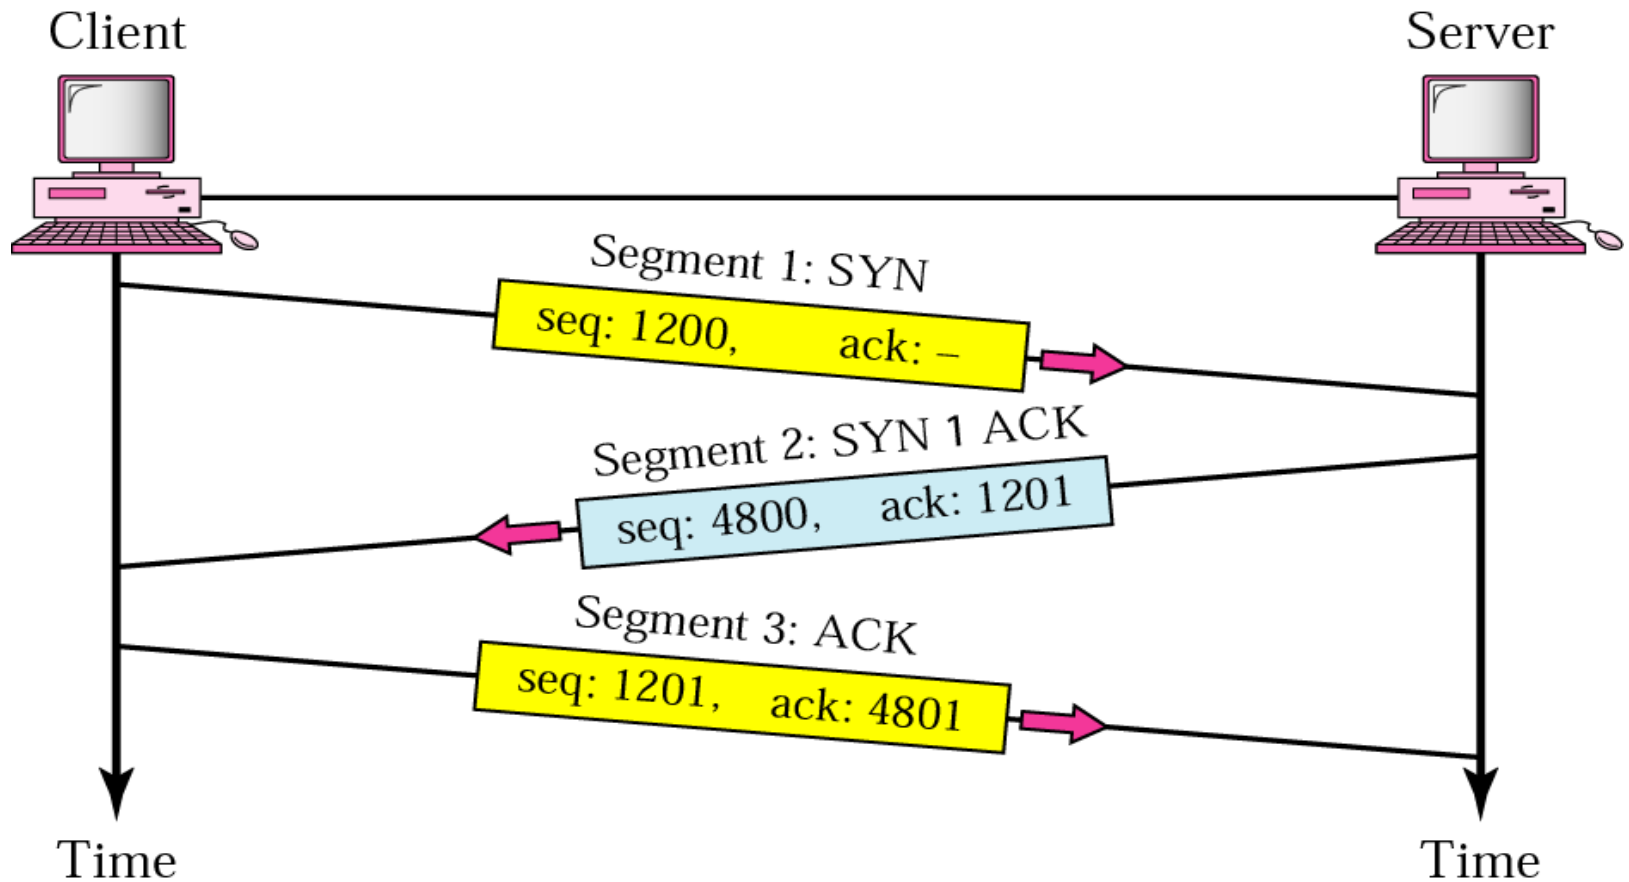 Client
Server
Segment 1: SYN
seq: 1200, ack: –
Segment 2: SYN 1 ACK
seq: 4800, ack: 1201
Segment 3: ACK
seq: 1201, ack: 4801
Time
Time